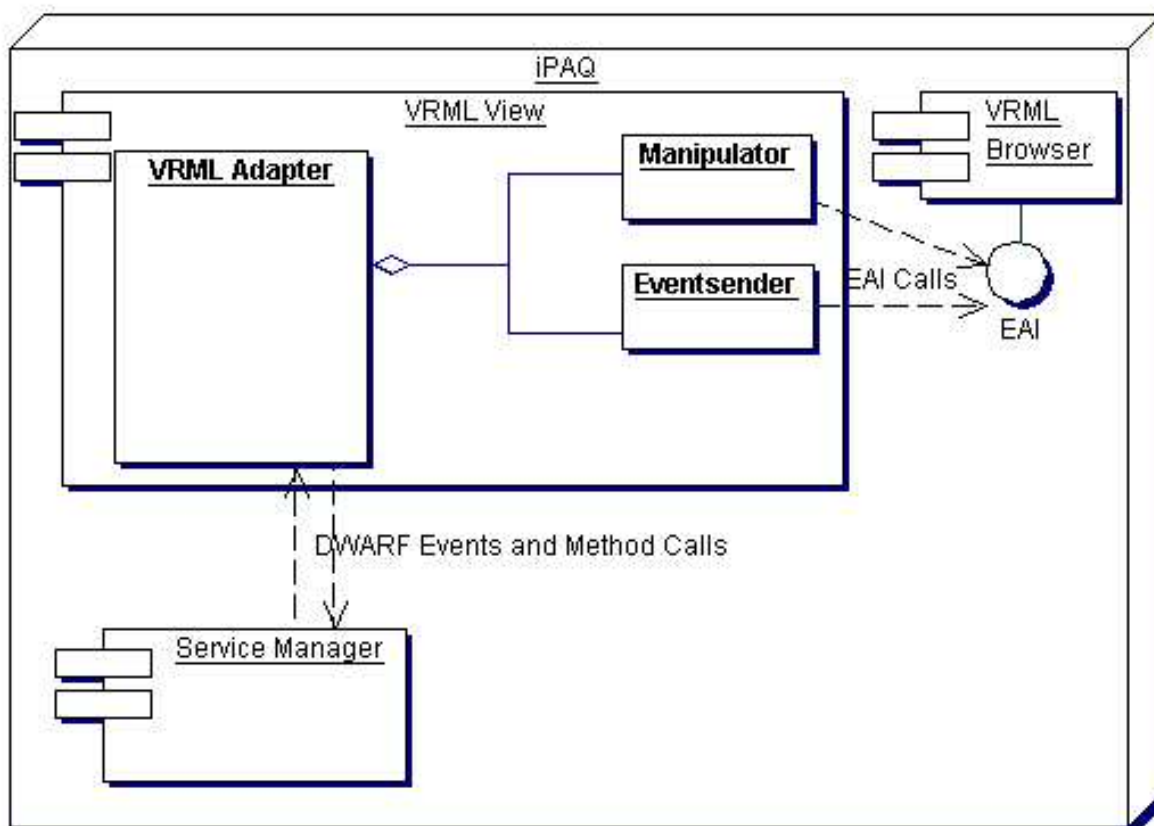 iPAQ
VRML View
VRML
Browser
VRML Adapter
Manipulator
Eventsender
EAI Calls
EAI
DWARF Events and Method Calls
Service Manager